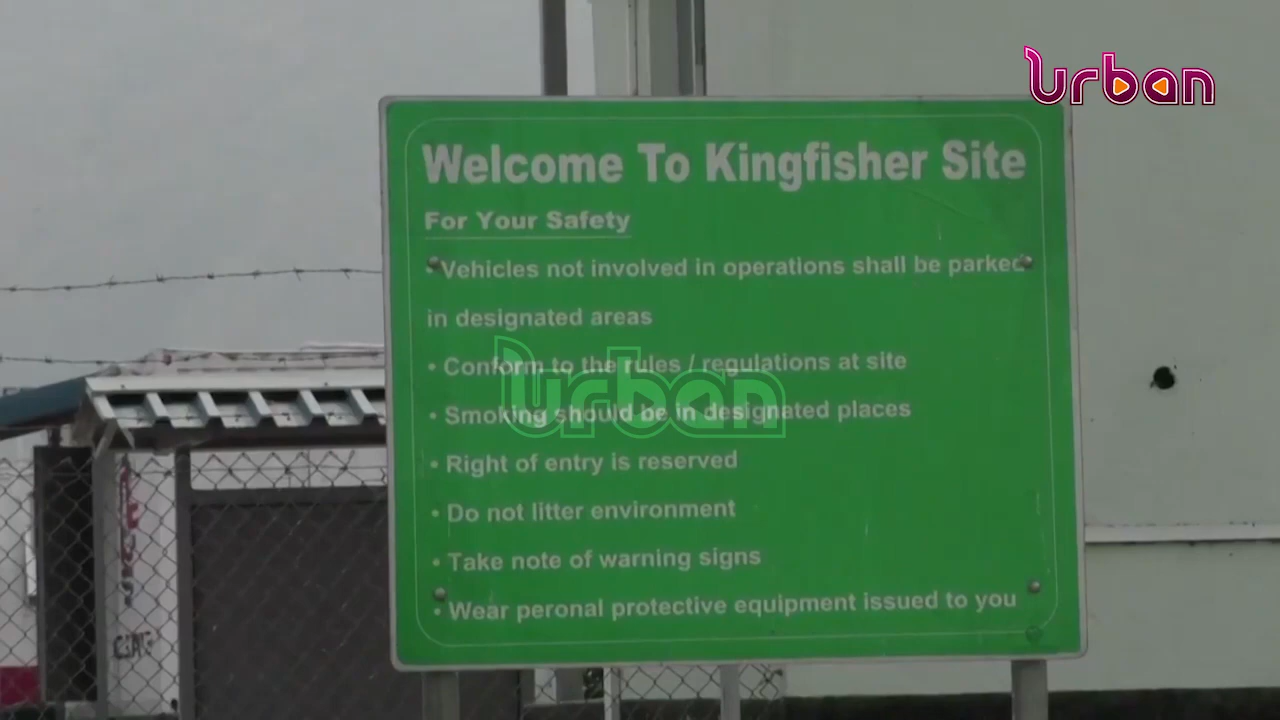 Urban
Welcome To Kingfisher Site
For Your Safety
Vehicles not involved in operations shall be parked
in designated areas
• Conform to the rules / regulations at site
Urban
• Smoking should be in designated places
• Right of entry is reserved
• Do not litter environment
• Take note of warning signs
• Wear peronal protective equipment issued to you